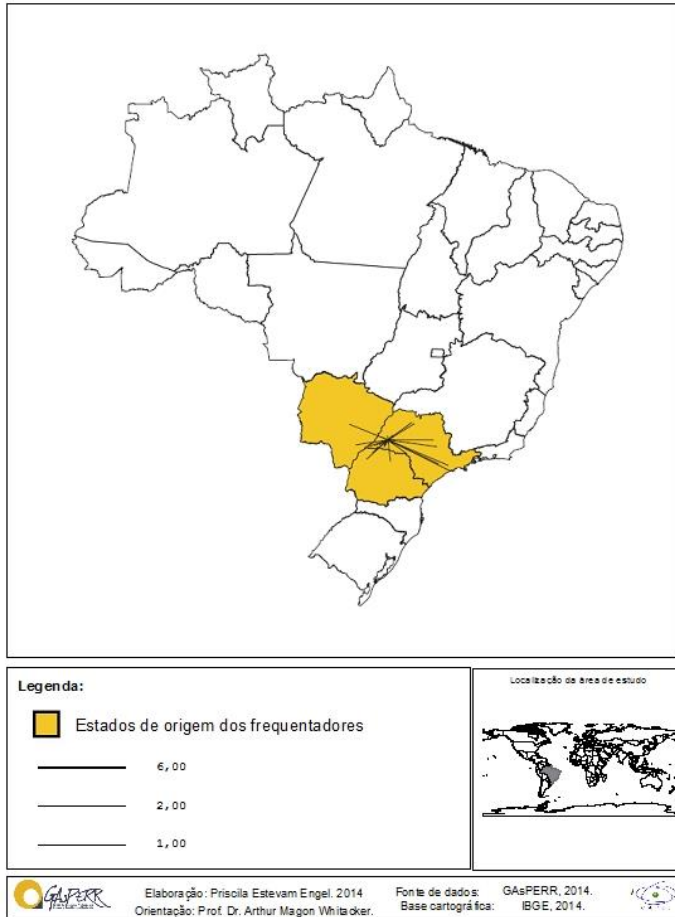 Legenda:
Estados de origem dos frequentadores
6,00
2,00
1,00
Localização da área de estudo
GAsPERR
Elaboração: Priscila Estevam Engel. 2014
Orientação: Prof. Dr. Arthur Magon Whitacker.
Fonte de dados: GAsPERR, 2014.
Base cartográfica: IBGE, 2014.